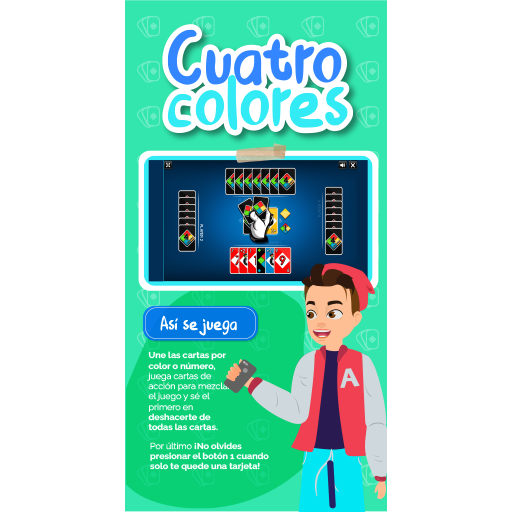 Cuatro
colores
Así se juega
Une las cartas por
color o número,
juega cartas de
acción para mezclar
el juego y sé el
primero en
deshacerte de
todas las cartas.
Por último ¡No olvides
presionar el botón 1 cuando
solo te quede una tarjeta!
A